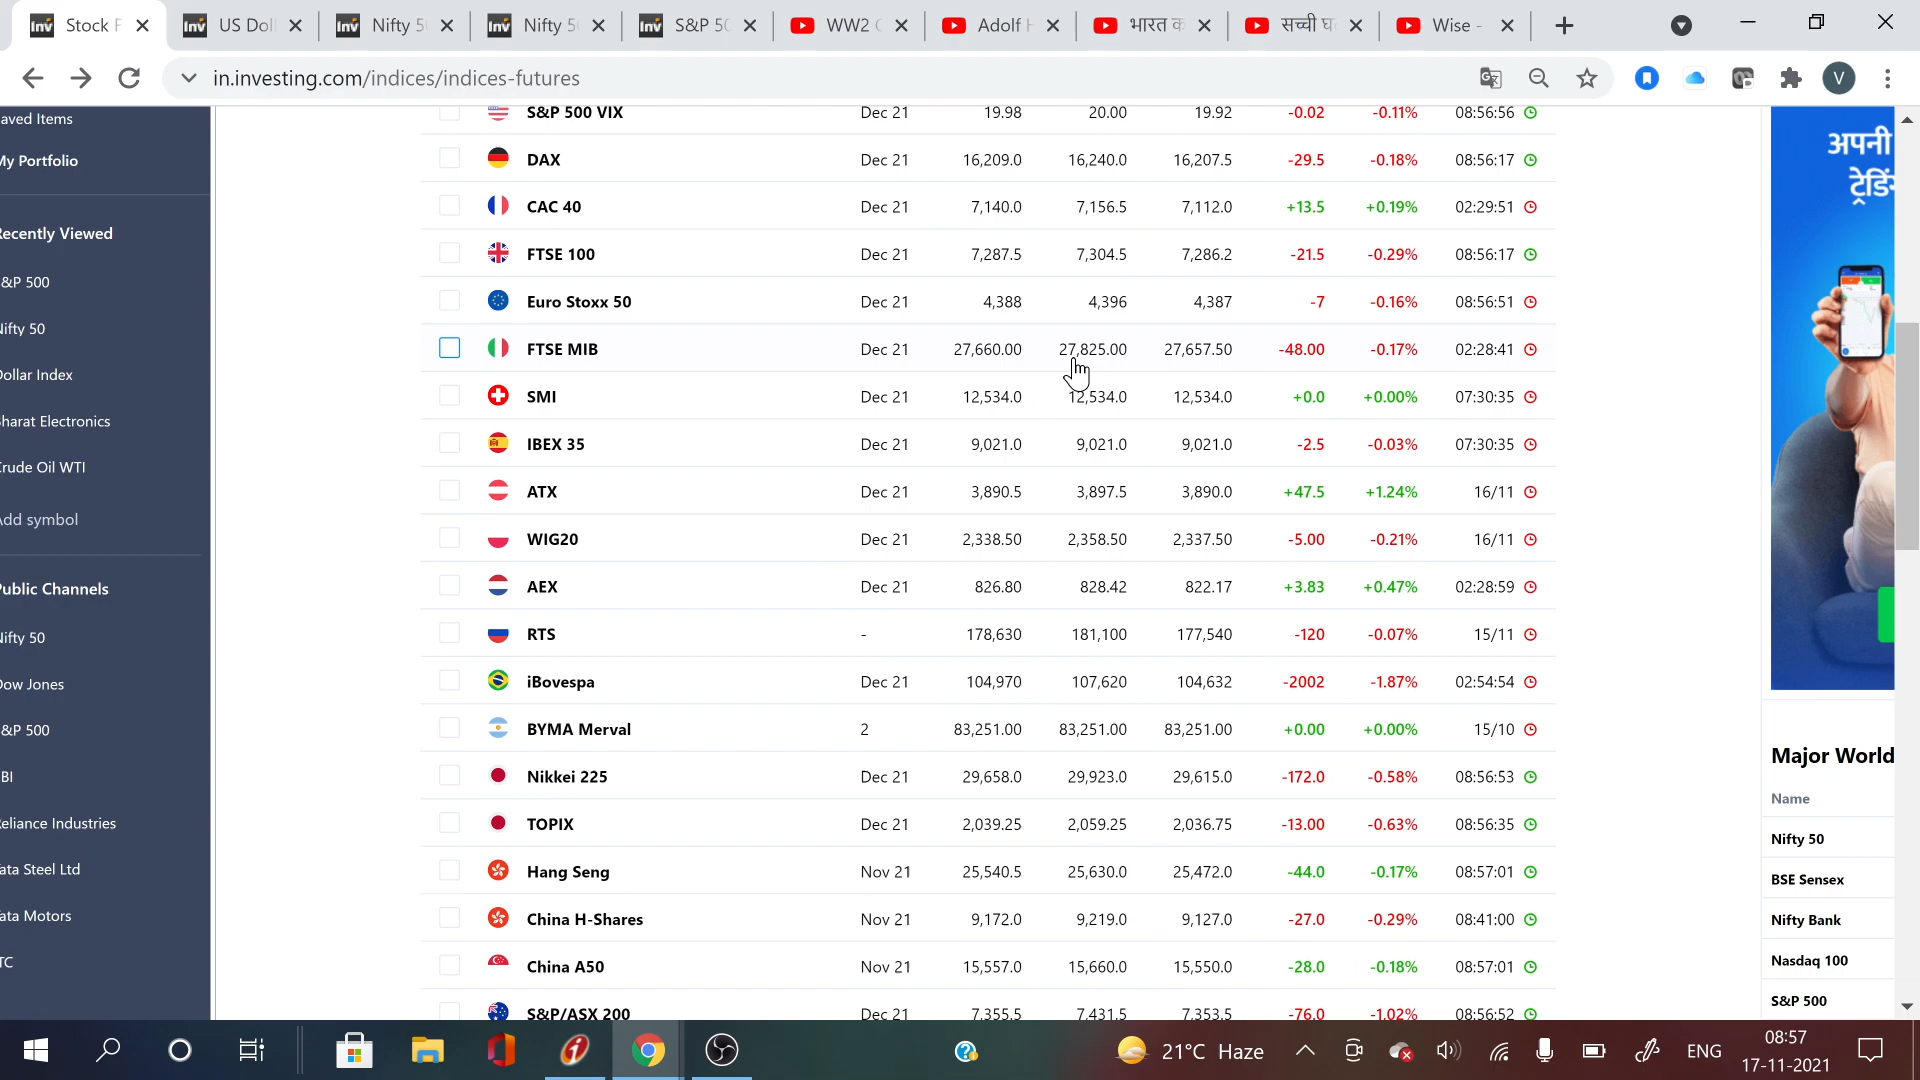 Stock F
US Doll
Nifty 5
Nifty 5
S&P 50
WW2
Adolf
भारत क
सच्ची घ
Wise -
in.investing.com/indices/indices-futures
V
aved Items
My Portfolio
Recently Viewed
&P 500
ifty 50
Dollar Index
harat Electronics
rude Oil WTI
dd symbol
Public Channels
ifty 50
Dow Jones
&P 500
BI
eliance Industries
ata Steel Ltd
ata Motors
TC
S&P 500 VIX Dec 21 19.98 20.00 19.92 -0.02 -0.11% 08:56:56
DAX Dec 21 16,209.0 16,240.0 16,207.5 -29.5 -0.18% 08:56:17
CAC 40 Dec 21 7,140.0 7,156.5 7,112.0 +13.5 +0.19% 02:29:51
FTSE 100 Dec 21 7,287.5 7,304.5 7,286.2 -21.5 -0.29% 08:56:17
Euro Stoxx 50 Dec 21 4,388 4,396 4,387 -7 -0.16% 08:56:51
FTSE MIB Dec 21 27,660.00 27,825.00 27,657.50 -48.00 -0.17% 02:28:41
SMI Dec 21 12,534.0 12,534.0 12,534.0 +0.0 +0.00% 07:30:35
IBEX 35 Dec 21 9,021.0 9,021.0 9,021.0 -2.5 -0.03% 07:30:35
ATX Dec 21 3,890.5 3,897.5 3,890.0 +47.5 +1.24% 16/11
WIG20 Dec 21 2,338.50 2,358.50 2,337.50 -5.00 -0.21% 16/11
AEX Dec 21 826.80 828.42 822.17 +3.83 +0.47% 02:28:59
RTS - 178,630 181,100 177,540 -120 -0.07% 15/11
iBovespa Dec 21 104,970 107,620 104,632 -2002 -1.87% 02:54:54
BYMA Merval 2 83,251.00 83,251.00 83,251.00 +0.00 +0.00% 15/10
Nikkei 225 Dec 21 29,658.0 29,923.0 29,615.0 -172.0 -0.58% 08:56:53
TOPIX Dec 21 2,039.25 2,059.25 2,036.75 -13.00 -0.63% 08:56:35
Hang Seng Nov 21 25,540.5 25,630.0 25,472.0 -44.0 -0.17% 08:57:01
China H-Shares Nov 21 9,172.0 9,219.0 9,127.0 -27.0 -0.29% 08:41:00
China A50 Nov 21 15,557.0 15,660.0 15,550.0 -28.0 -0.18% 08:57:01
S&P/ASX 200 Dec 21 7,355.5 7,431.5 7,353.5 -76.0 -1.02% 08:56:52
अपनी
ट्रेडिं
Major World
Name
Nifty 50
BSE Sensex
Nifty Bank
Nasdaq 100
S&P 500
21°C Haze
ENG
08:57
17-11-2021